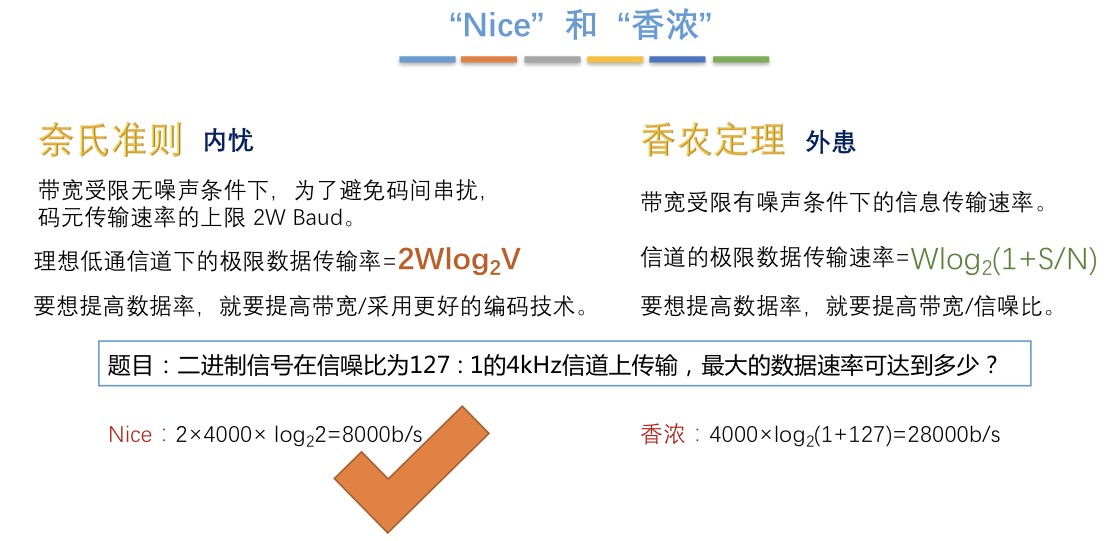 “Nice” 和 “香浓”
奈氏准则 内忧
带宽受限无噪声条件下，为了避免码间串扰，
码元传输速率的上限 2W Baud。
理想低通信道下的极限数据传输率=2Wlog₂V
要想提高数据率，就要提高带宽/采用更好的编码技术。
香农定理 外患
带宽受限有噪声条件下的信息传输速率。
信道的极限数据传输速率=Wlog₂(1+S/N)
要想提高数据率，就要提高带宽/信噪比。
题目：二进制信号在信噪比为127：1的4kHz信道上传输，最大的数据速率可达到多少？
Nice：2×4000× log₂2=8000b/s
香浓：4000×log₂(1+127)=28000b/s